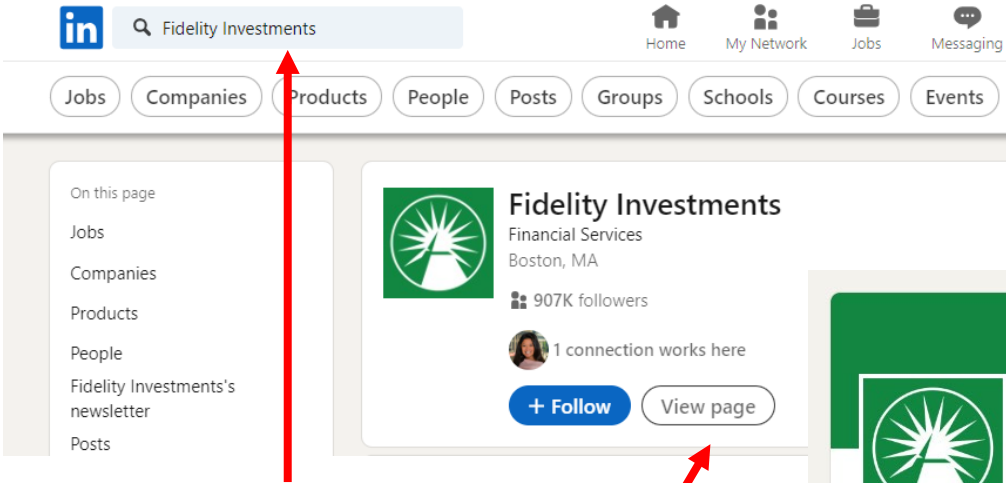 in
Fidelity Investments
Home
My Network
Jobs
Messaging
Jobs
Companies
Products
People
Posts
Groups
Schools
Courses
Events
On this page
Jobs
Companies
Products
People
Fidelity Investments's
newsletter
Posts
Fidelity Investments
Financial Services
Boston, MA
907K followers
1 connection works here
+ Follow
View page